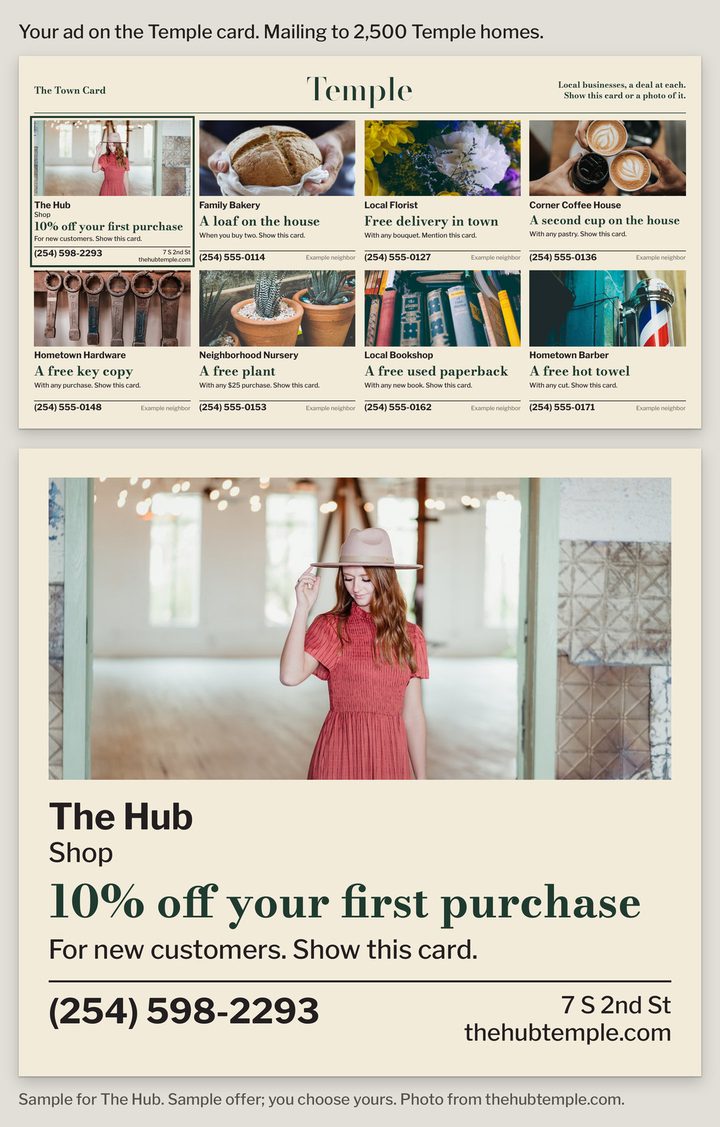 Your ad on the Temple card. Mailing to 2,500 Temple homes.
The Town Card
Temple
Local businesses, a deal at each.
Show this card or a photo of it.
The Hub
Shop
10% off your first purchase
For new customers. Show this card.
(254) 598-2293
7 S 2nd St
thehubtemple.com
Family Bakery
A loaf on the house
When you buy two. Show this card.
(254) 555-0114
Example neighbor
Local Florist
Free delivery in town
With any bouquet. Mention this card.
(254) 555-0127
Example neighbor
Corner Coffee House
A second cup on the house
With any pastry. Show this card.
(254) 555-0136
Example neighbor
Hometown Hardware
A free key copy
With any purchase. Show this card.
(254) 555-0148
Example neighbor
Neighborhood Nursery
A free plant
With any $25 purchase. Show this card.
(254) 555-0153
Example neighbor
Local Bookshop
A free used paperback
With any new book. Show this card.
(254) 555-0162
Example neighbor
Hometown Barber
A free hot towel
With any cut. Show this card.
(254) 555-0171
Example neighbor
The Hub
Shop
10% off your first purchase
For new customers. Show this card.
(254) 598-2293
7 S 2nd St
thehubtemple.com
Sample for The Hub. Sample offer; you choose yours. Photo from thehubtemple.com.